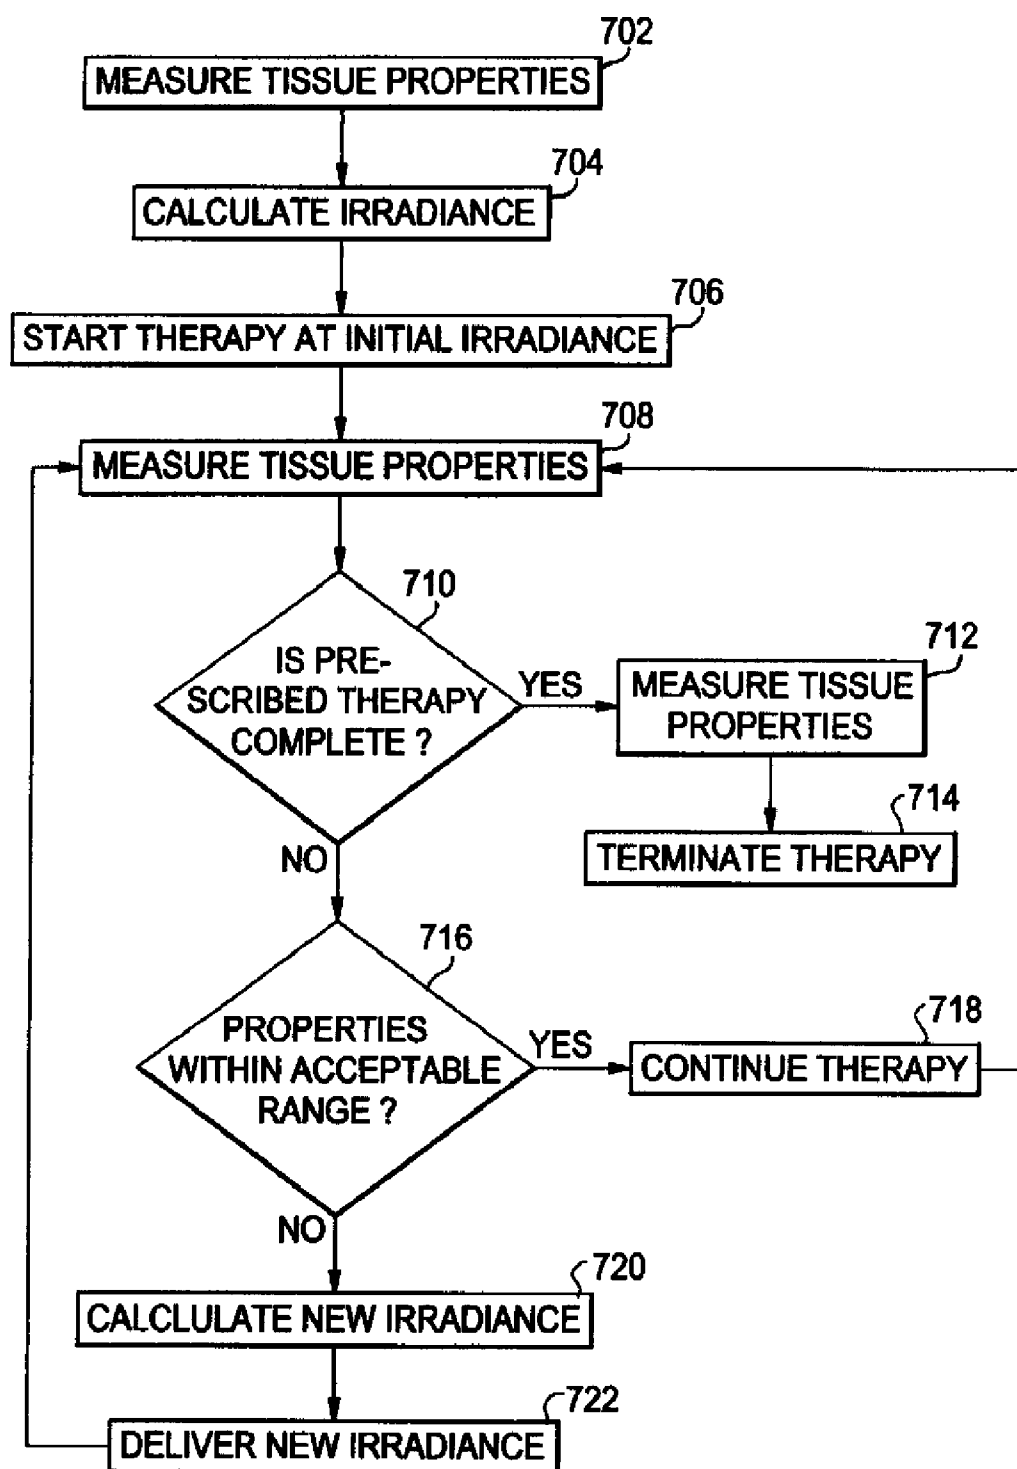 702
MEASURE TISSUE PROPERTIES
704
CALCULATE IRRADIANCE
706
START THERAPY AT INITIAL IRRADIANCE
708
MEASURE TISSUE PROPERTIES
710
IS PRE-
SCRIBED THERAPY
COMPLETE ?
YES
712
MEASURE TISSUE
PROPERTIES
714
TERMINATE THERAPY
NO
716
PROPERTIES
WITHIN ACCEPTABLE
RANGE ?
YES
718
CONTINUE THERAPY
NO
720
CALCLULATE NEW IRRADIANCE
722
DELIVER NEW IRRADIANCE